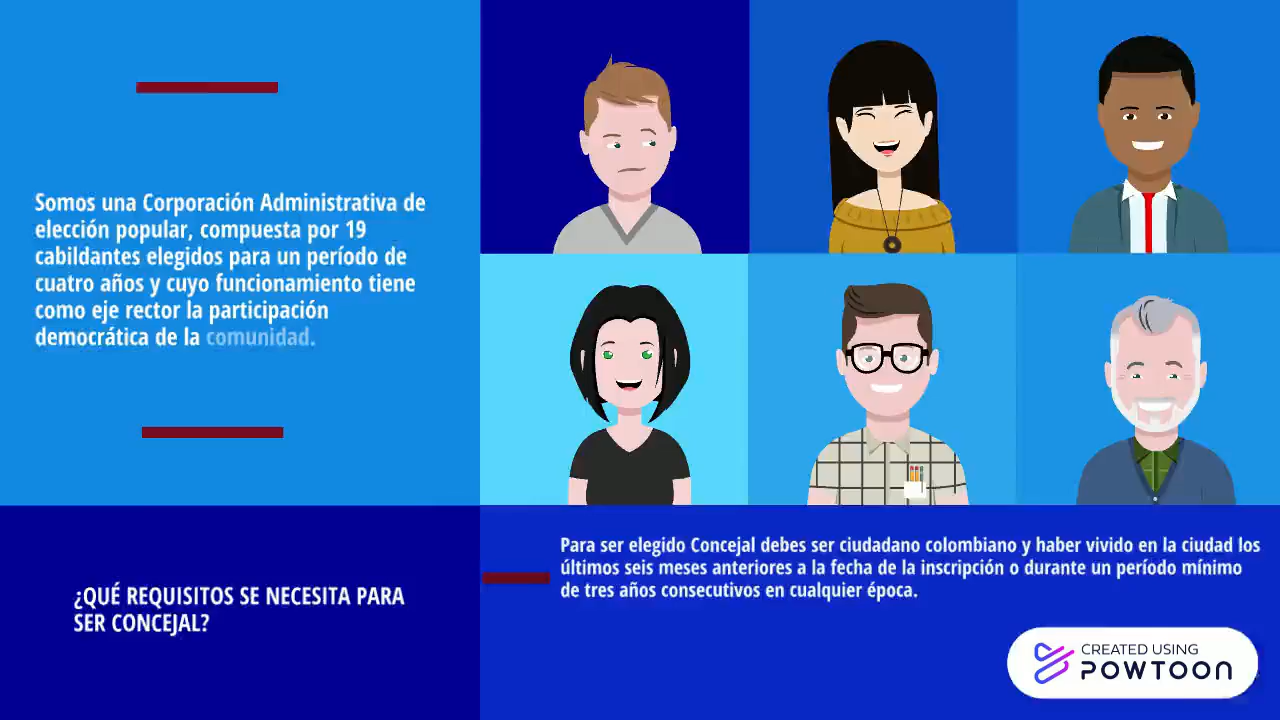 Somos una Corporación Administrativa de
elección popular, compuesta por 19
cabildantes elegidos para un período de
cuatro años y cuyo funcionamiento tiene
como eje rector la participación
democrática de la comunidad.
¿QUÉ REQUISITOS SE NECESITA PARA
SER CONCEJAL?
Para ser elegido Concejal debes ser ciudadano colombiano y haber vivido en la ciudad los
últimos seis meses anteriores a la fecha de la inscripción o durante un período mínimo
de tres años consecutivos en cualquier época.
CREATED USING
POWTOON